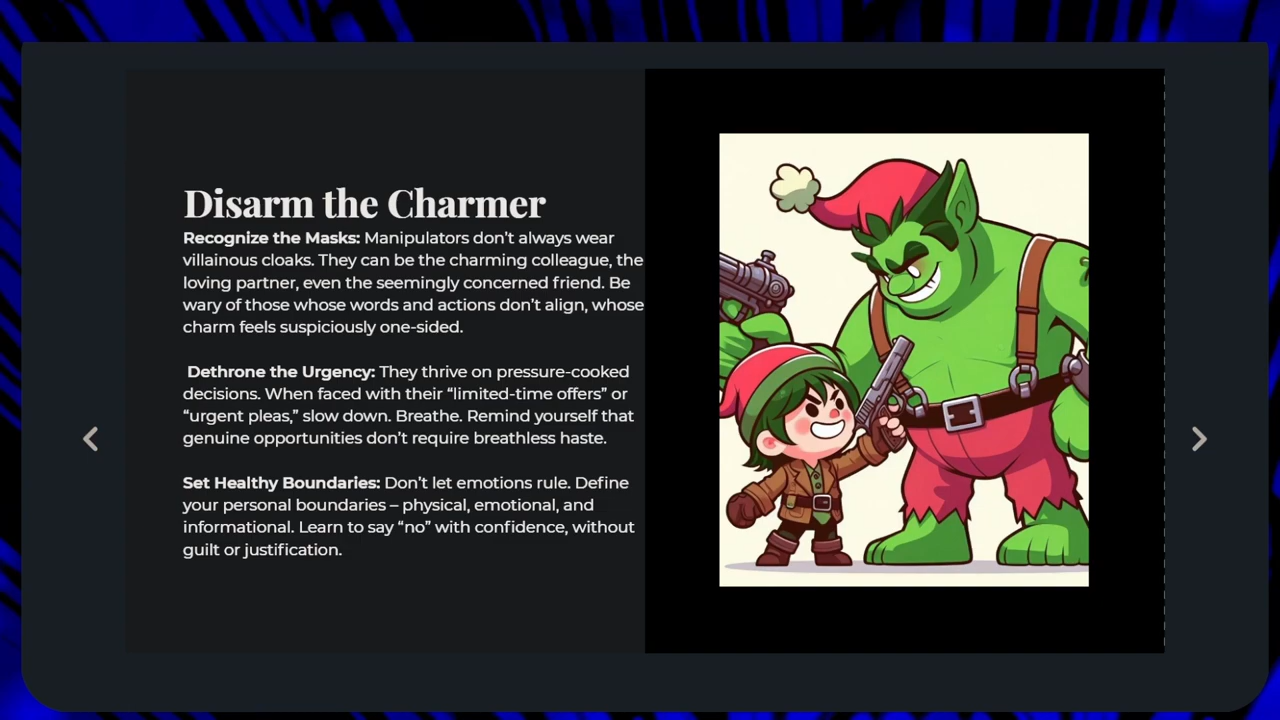 Disarm the Charmer
Recognize the Masks: Manipulators don’t always wear
villainous cloaks. They can be the charming colleague, the
loving partner, even the seemingly concerned friend. Be
wary of those whose words and actions don’t align, whose
charm feels suspiciously one-sided.
Dethrone the Urgency: They thrive on pressure-cooked
decisions. When faced with their “limited-time offers” or
“urgent pleas,” slow down. Breathe. Remind yourself that
genuine opportunities don’t require breathless haste.
Set Healthy Boundaries: Don’t let emotions rule. Define
your personal boundaries – physical, emotional, and
informational. Learn to say “no” with confidence, without
guilt or justification.